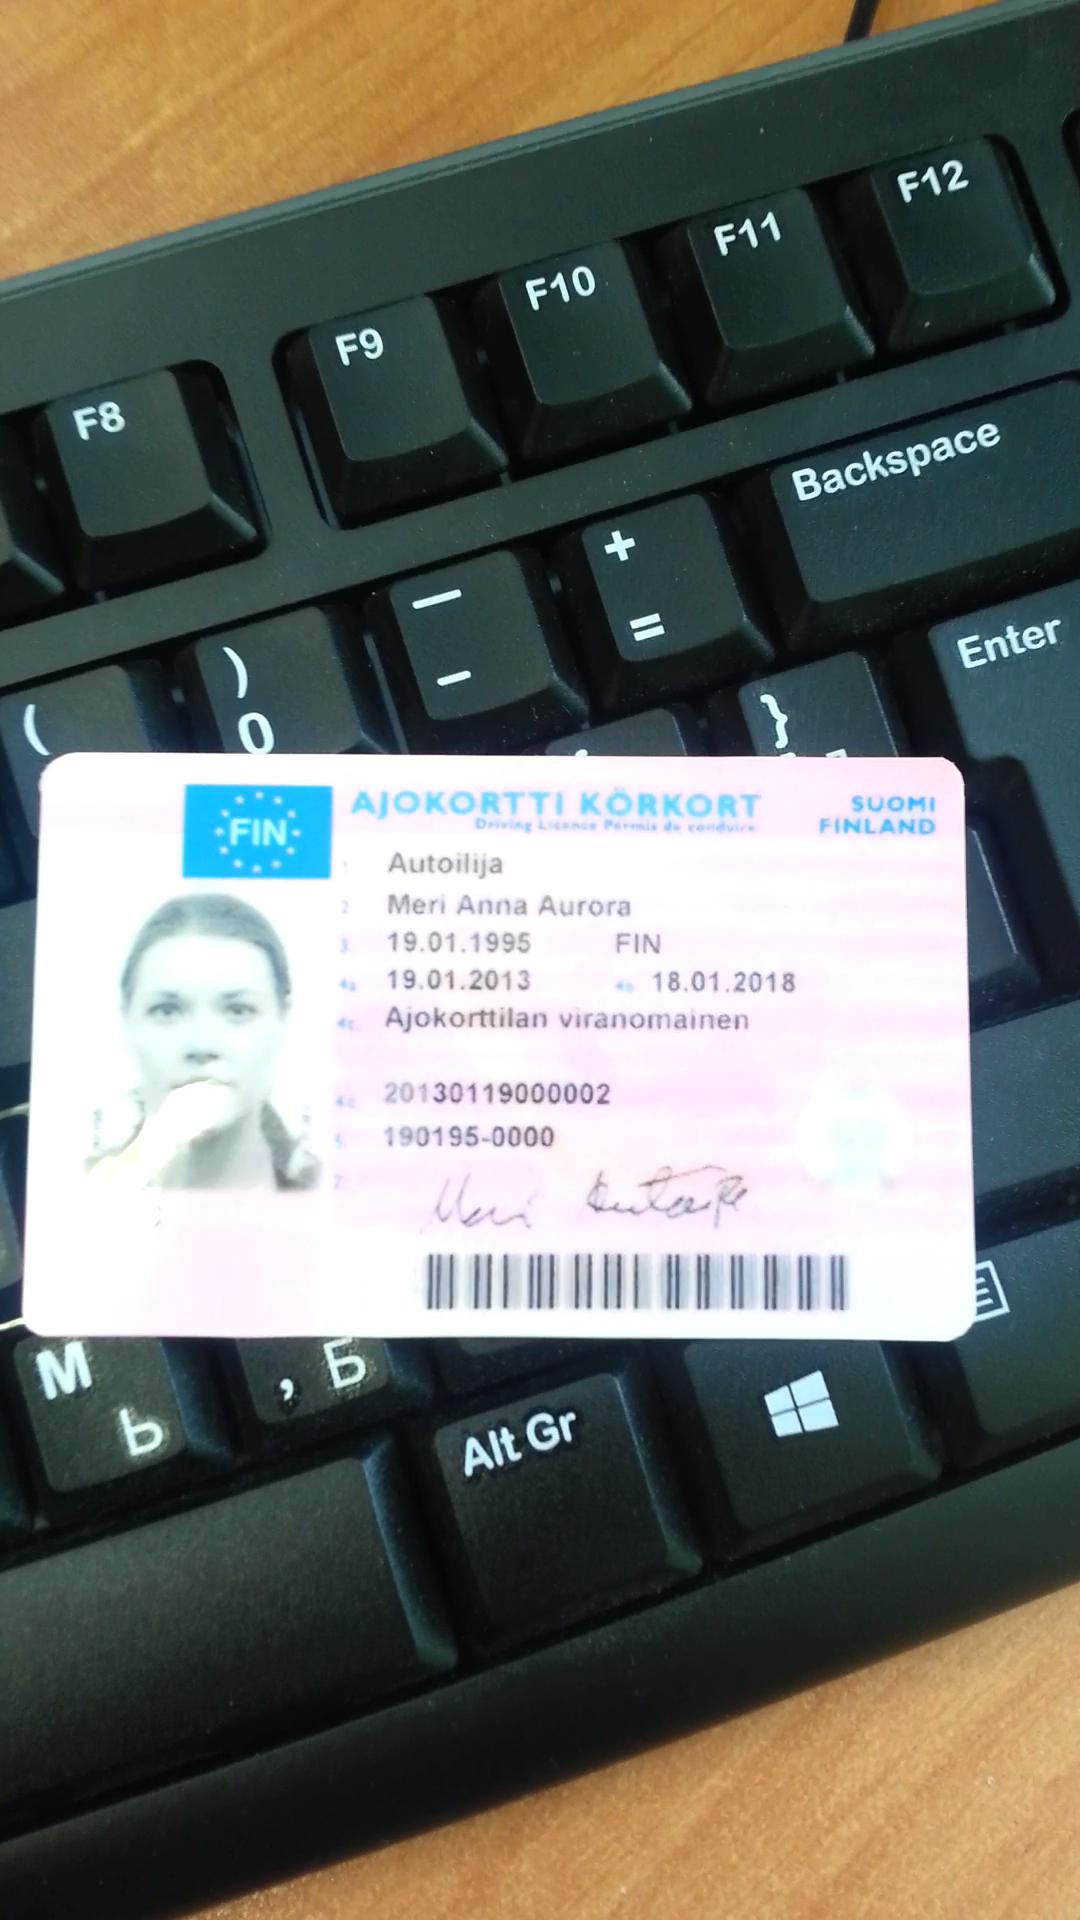 F12
F11
F10
F9
F8
Backspace
+
=
—
-
Enter
)
0
(
}
FIN
AJOKORTTI KÖRKORT
Driving Licence Permis de conduire
SUOMI
FINLAND
1 Autoilija
2 Meri Anna Aurora
3. 19.01.1995 FIN
4a 19.01.2013 4b 18.01.2018
4c. Ajokorttilan viranomainen
4d. 20130119000002
5. 190195-0000
7. Meri Autoilija
M
Ь
, Б
Alt Gr